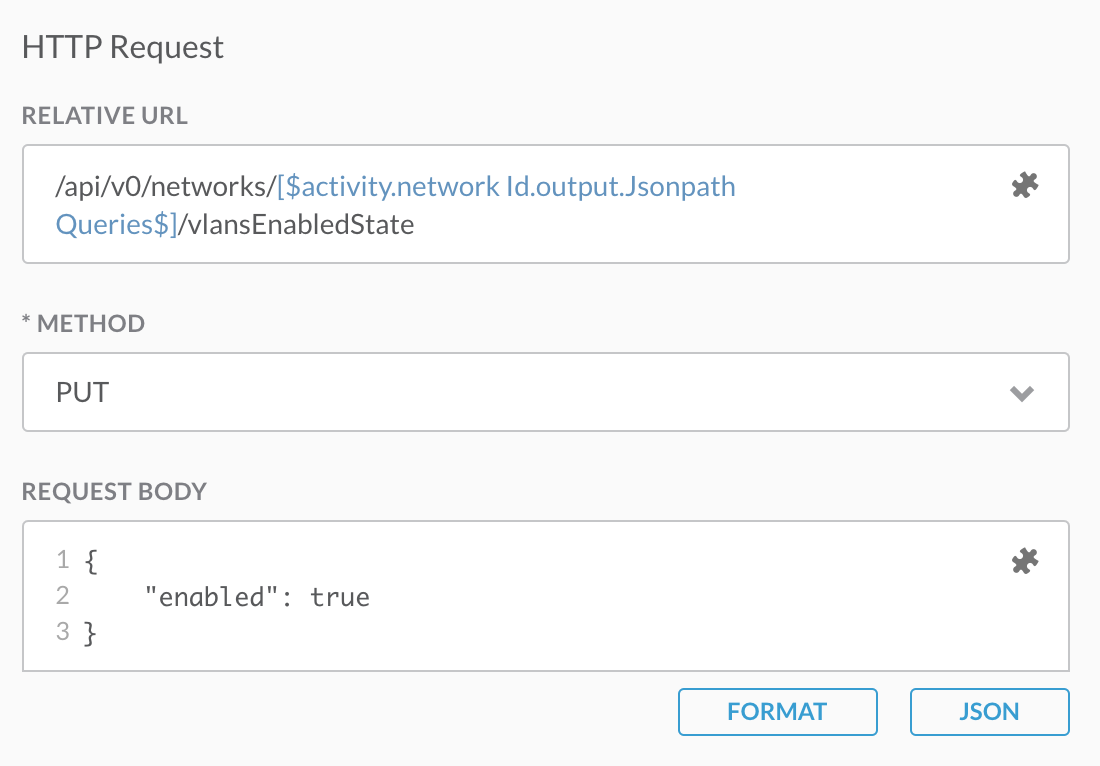 HTTP Request
RELATIVE URL
/api/v0/networks/[$activity.network Id.output.Jsonpath
Queries$]/vlansEnabledState
* METHOD
PUT
REQUEST BODY
1 {
2     "enabled": true
3 }
FORMAT JSON